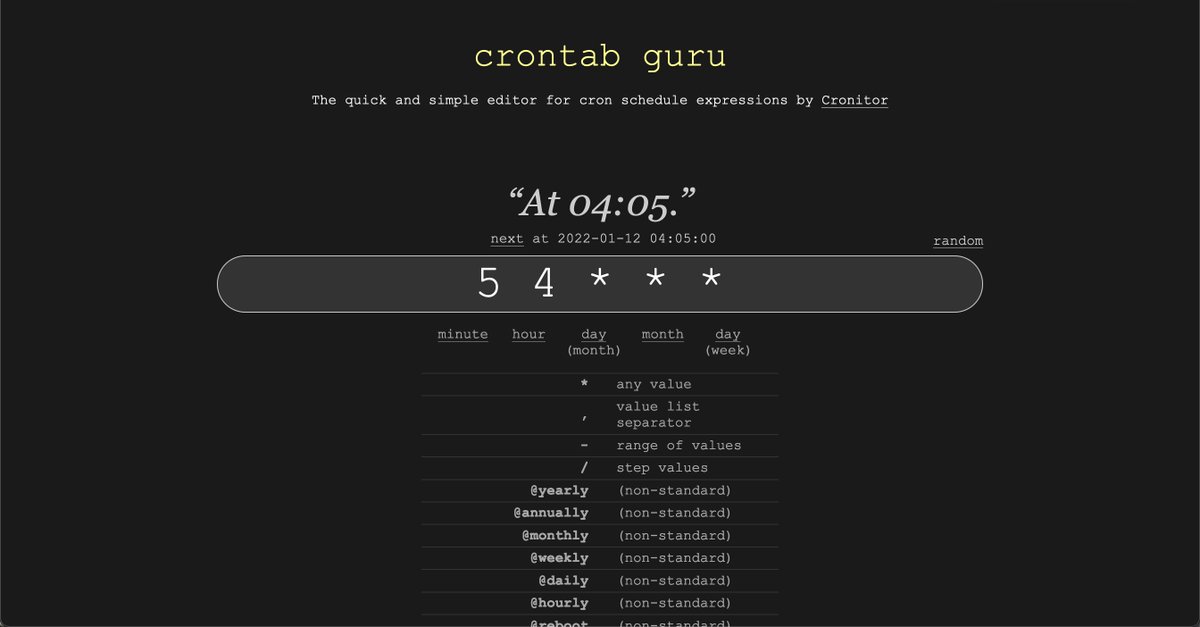 crontab guru
The quick and simple editor for cron schedule expressions by Cronitor
“At 04:05.”
next at 2022-01-12 04:05:00
random
5 4 * * *
minute hour day month day
(month) (week)
* any value
, value list
separator
- range of values
/ step values
@yearly (non-standard)
@annually (non-standard)
@monthly (non-standard)
@weekly (non-standard)
@daily (non-standard)
@hourly (non-standard)
@reboot (non-standard)